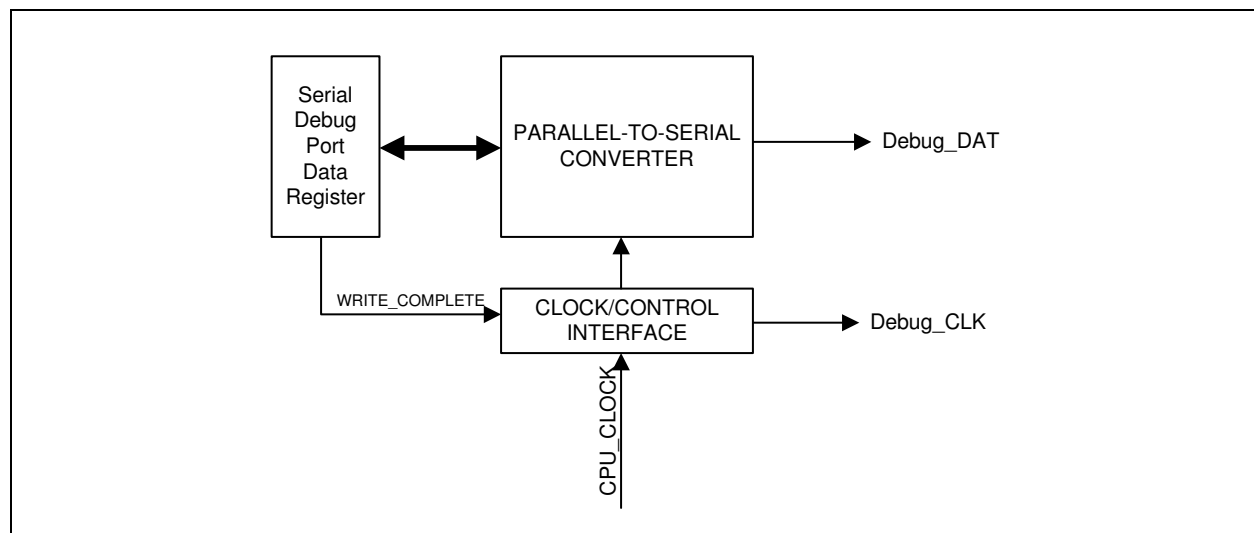 Serial
Debug
Port
Data
Register
PARALLEL-TO-SERIAL
CONVERTER
Debug_DAT
WRITE_COMPLETE
CLOCK/CONTROL
INTERFACE
Debug_CLK
CPU_CLOCK